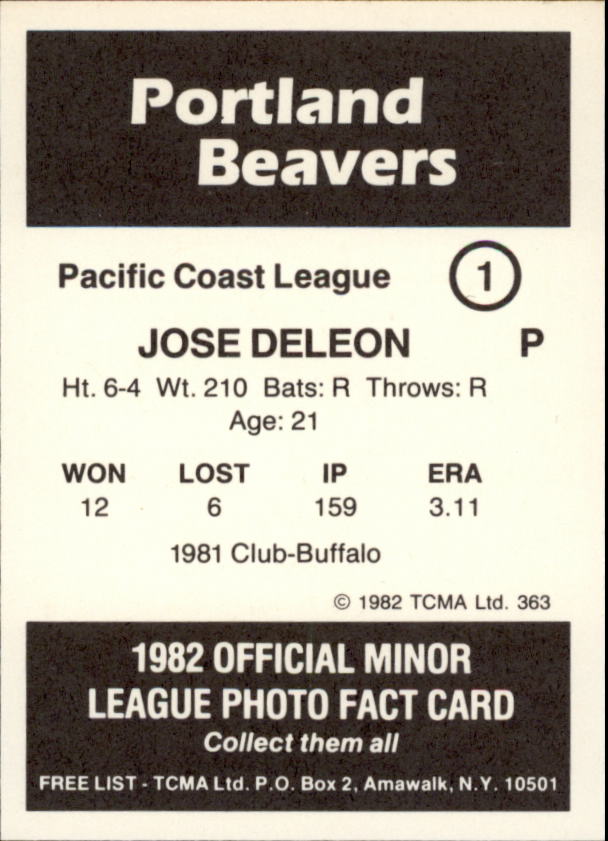 Portland
Beavers
Pacific Coast League 1
JOSE DELEON P
Ht. 6-4 Wt. 210 Bats: R Throws: R
Age: 21
WON LOST IP ERA
12 6 159 3.11
1981 Club-Buffalo
© 1982 TCMA Ltd. 363
1982 OFFICIAL MINOR
LEAGUE PHOTO FACT CARD
Collect them all
FREE LIST - TCMA Ltd. P.O. Box 2, Amawalk, N.Y. 10501